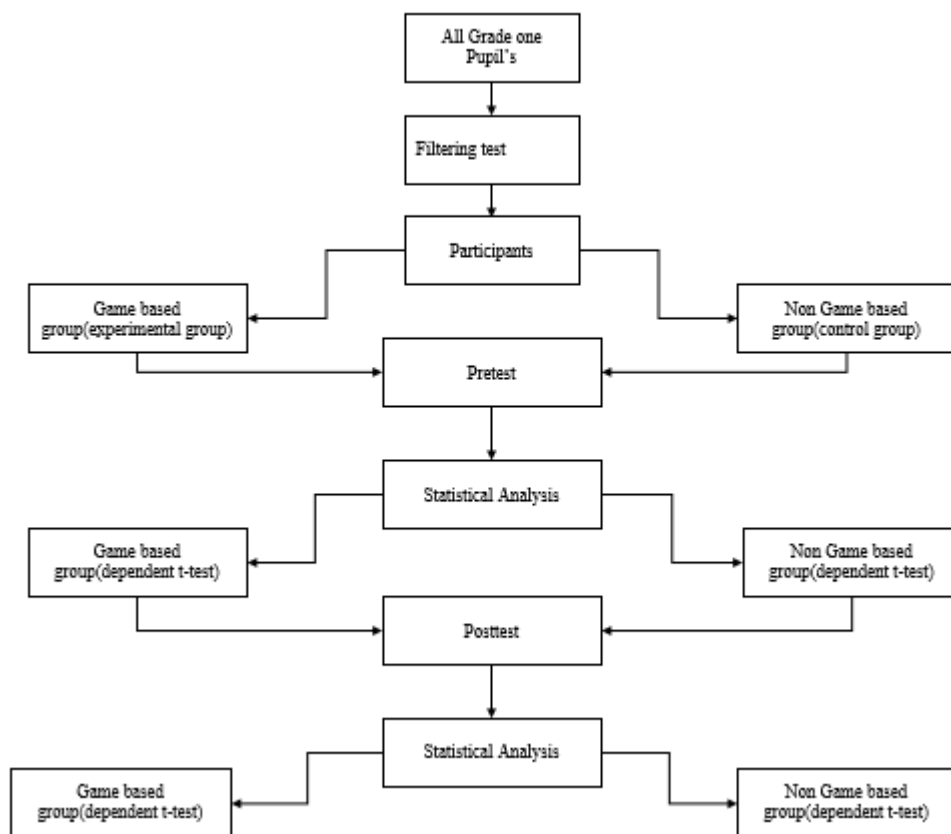 All Grade one
Pupil's
Filtering test
Participants
Game based
group(experimental group)
Non Game based
group(control group)
Pretest
Statistical Analysis
Game based
group(dependent t-test)
Non Game based
group(dependent t-test)
Posttest
Statistical Analysis
Game based
group(dependent t-test)
Non Game based
group(dependent t-test)